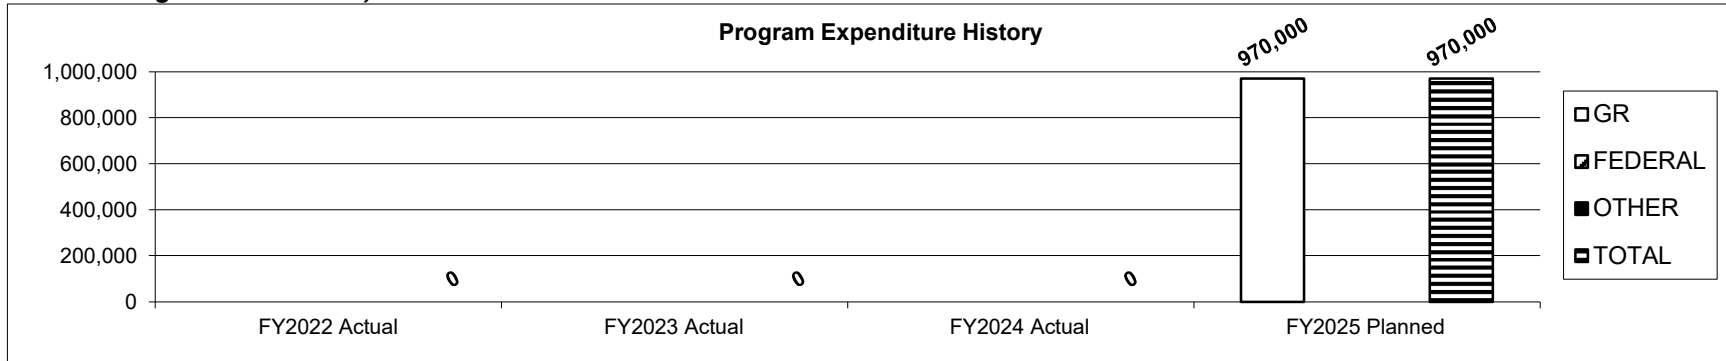 Program Expenditure History
970,000
970,000
1,000,000
800,000
600,000
400,000
200,000
0
0
0
0
FY2022 Actual
FY2023 Actual
FY2024 Actual
FY2025 Planned
GR
FEDERAL
OTHER
TOTAL